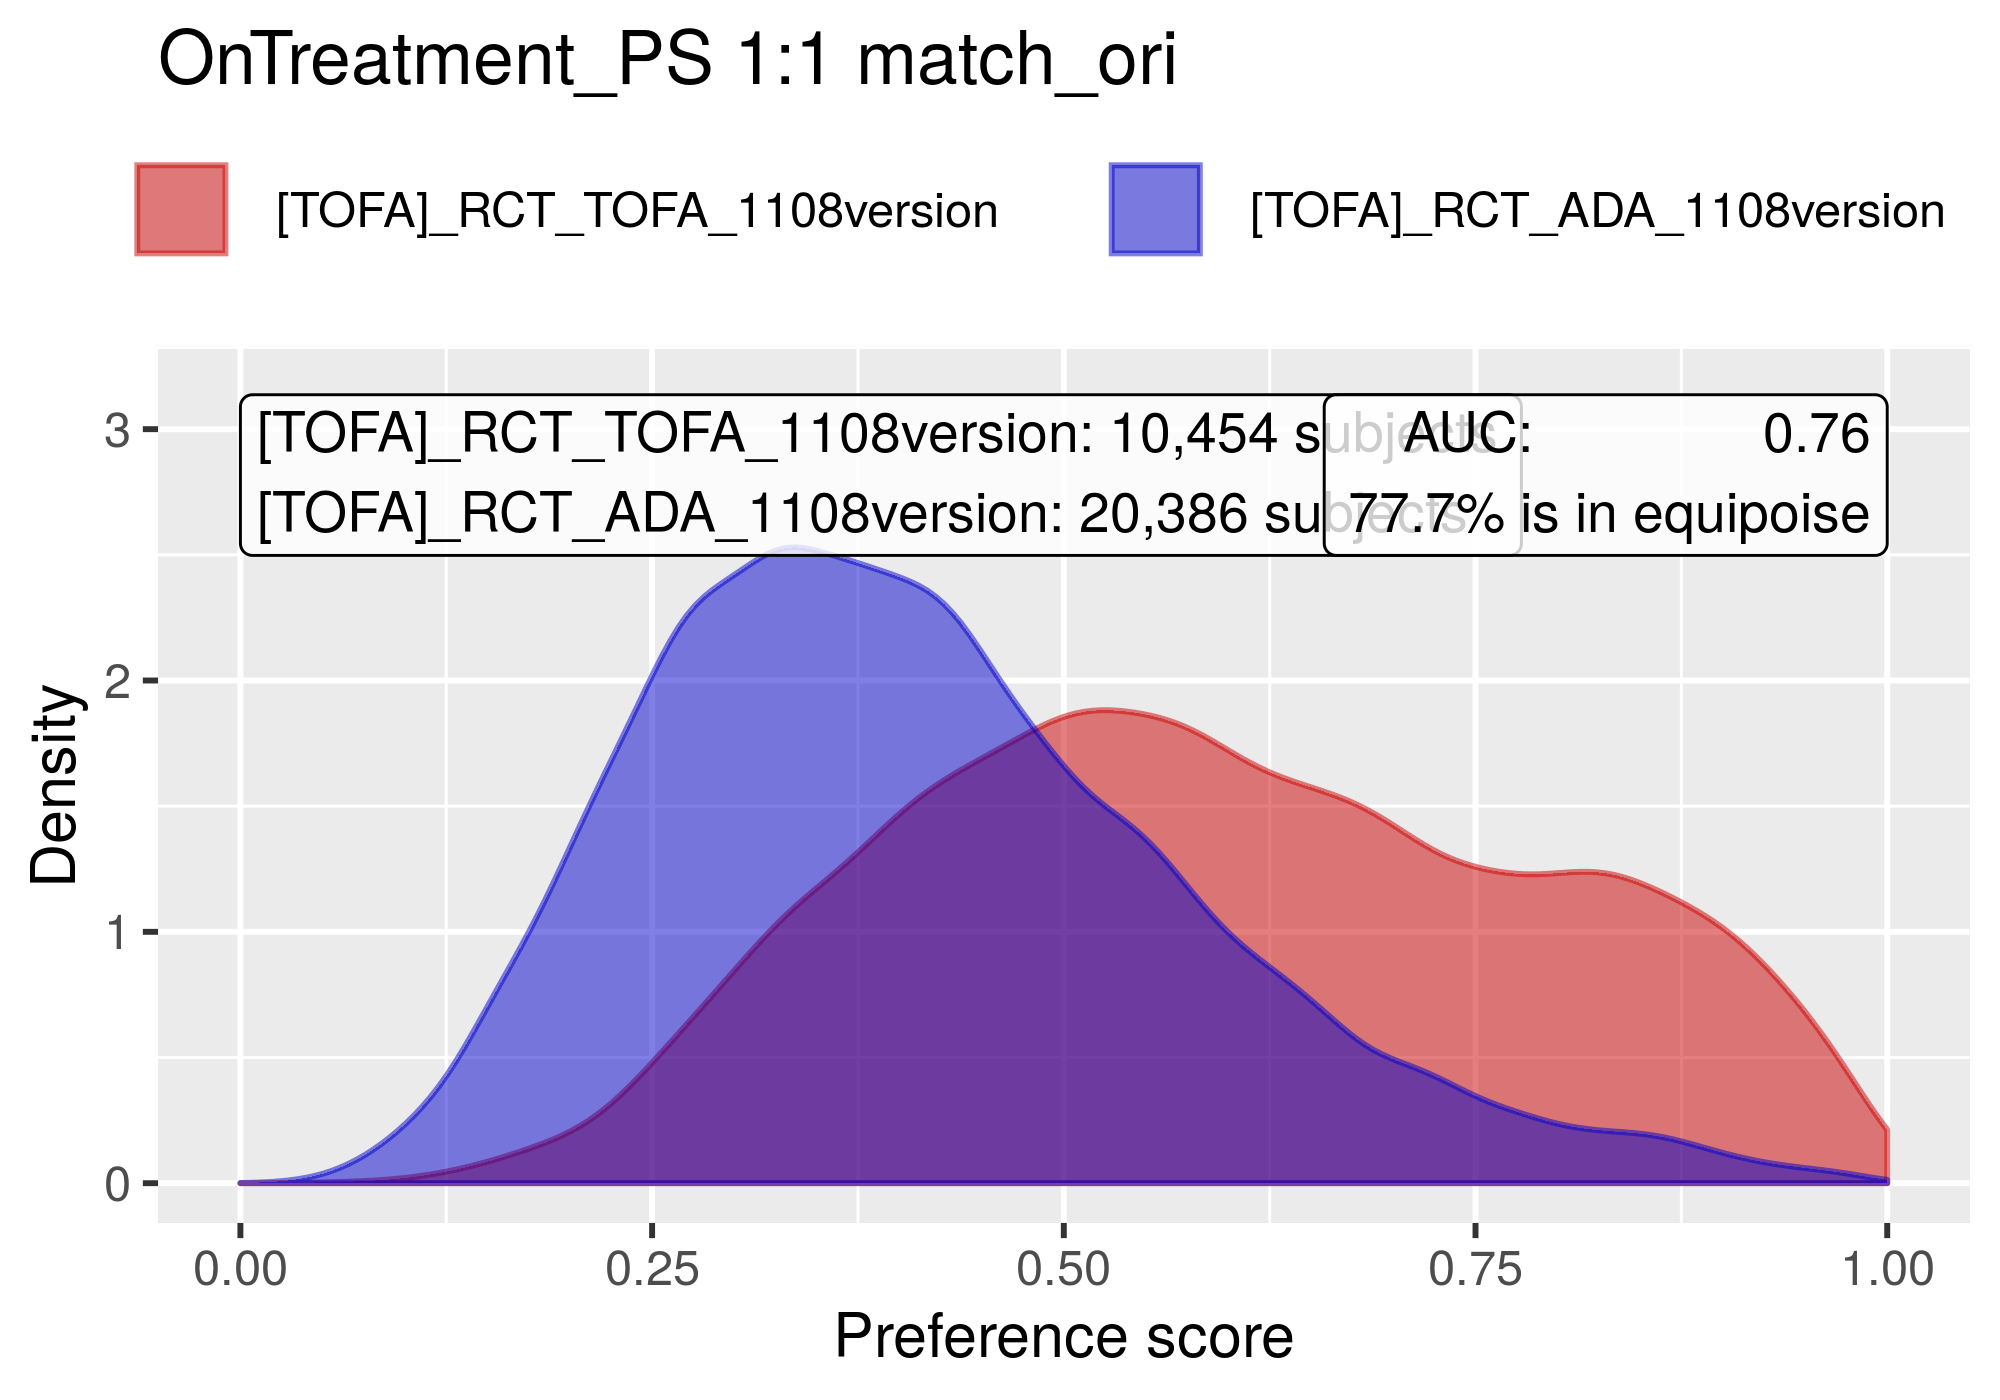 OnTreatment_PS 1:1 match_ori
[TOFA]_RCT_TOFA_1108version
[TOFA]_RCT_ADA_1108version
[TOFA]_RCT_TOFA_1108version: 10,454 subjects
AUC: 0.76
[TOFA]_RCT_ADA_1108version: 20,386 subjects
77.7% is in equipoise
Density
3
2
1
0
0.00 0.25 0.50 0.75 1.00
Preference score